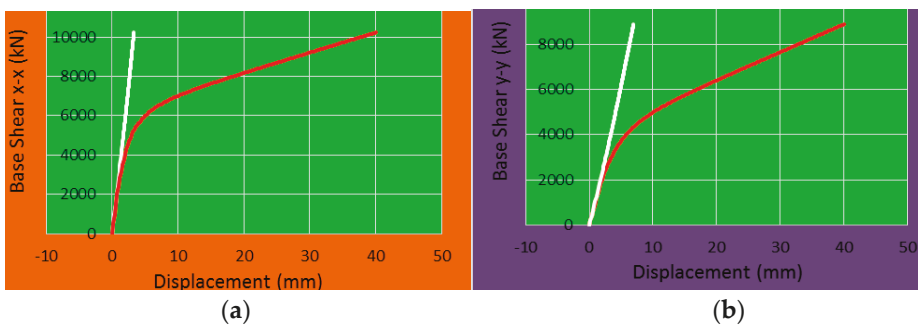 Base Shear x-x (kN)
10000
8000
6000
4000
2000
0
-10 0 10 20 30 40 50
Displacement (mm)
(a)
Base Shear y-y (kN)
8000
6000
4000
2000
0
-10 0 10 20 30 40 50
Displacement (mm)
(b)